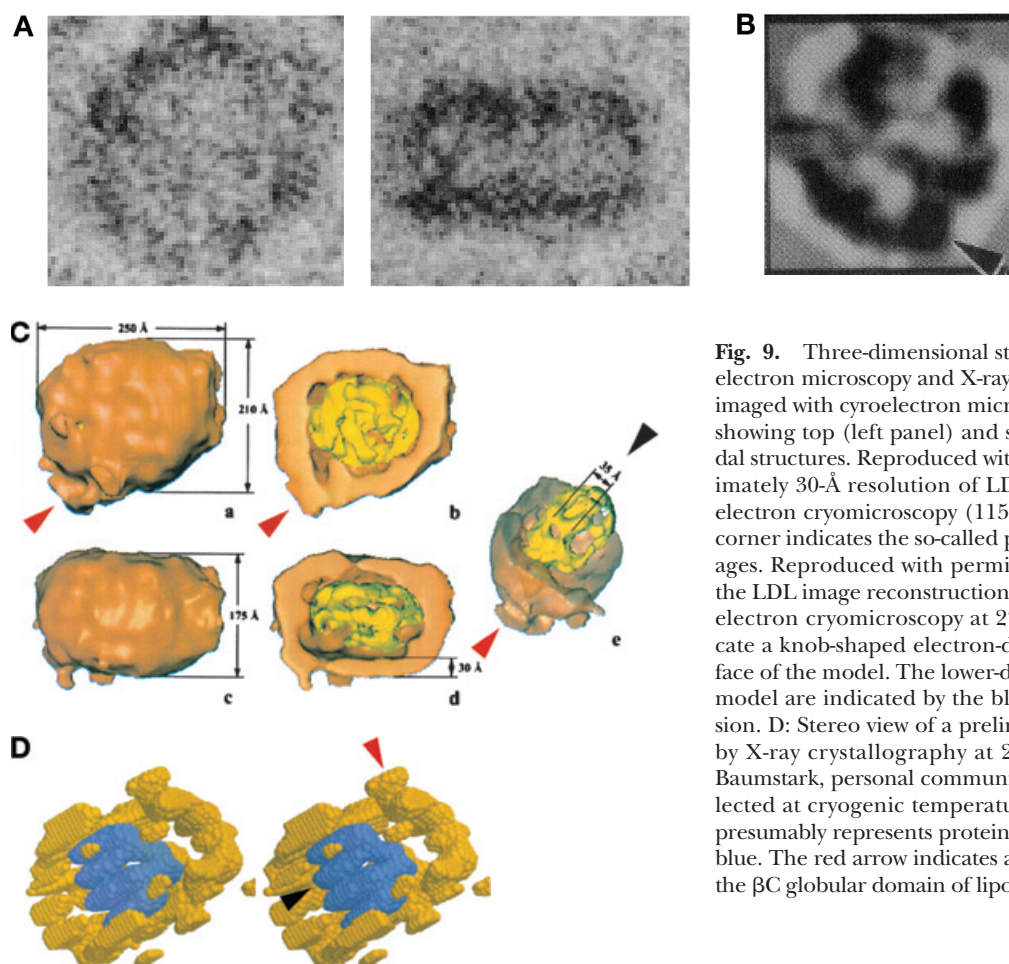 A
B
C
250 Å
210 Å
a
b
175 Å
c
30 Å
d
35 Å
e
D
Fig. 9. Three-dimensional st
electron microscopy and X-ray
imaged with cyroelectron micr
showing top (left panel) and s
dal structures. Reproduced wit
imately 30-Å resolution of LD
electron cryomicroscopy (115
corner indicates the so-called p
ages. Reproduced with permi
the LDL image reconstruction
electron cryomicroscopy at 2
cate a knob-shaped electron-d
face of the model. The lower-d
model are indicated by the bl
sion. D: Stereo view of a prelin
by X-ray crystallography at 2
Baumstark, personal commun
lected at cryogenic temperatu
presumably represents protein
blue. The red arrow indicates a
the βC globular domain of lipo